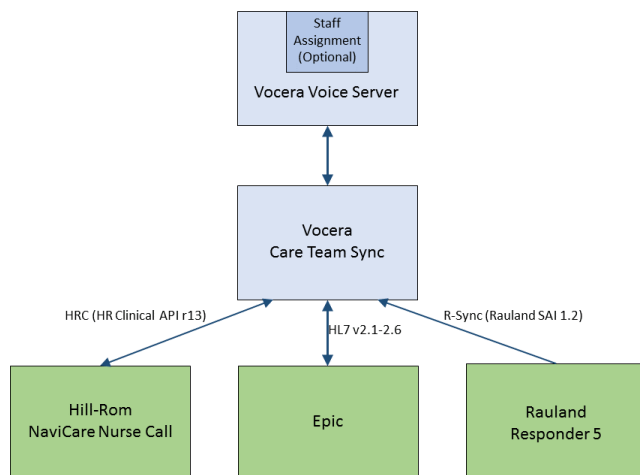 Staff
Assignment
(Optional)
Vocera Voice Server
Vocera
Care Team Sync
HRC (HR Clinical API r13)
HL7 v2.1-2.6
R-Sync (Rauland SAI 1.2)
Hill-Rom
NaviCare Nurse Call
Epic
Rauland
Responder 5